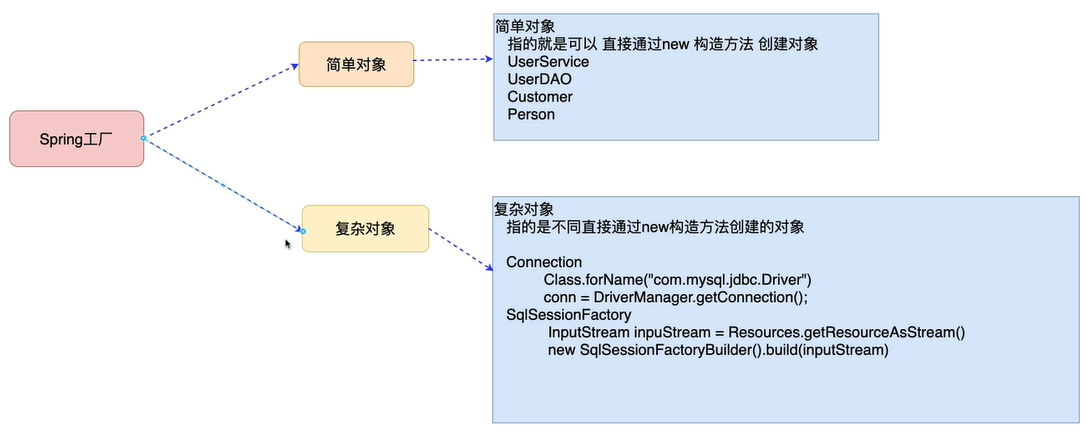 Spring工厂
简单对象
简单对象
指的就是可以 直接通过new 构造方法 创建对象
UserService
UserDAO
Customer
Person
复杂对象
复杂对象
指的是不同直接通过new构造方法创建的对象
Connection
Class.forName("com.mysql.jdbc.Driver")
conn = DriverManager.getConnection();
SqlSessionFactory
InputStream inpuStream = Resources.getResourceAsStream()
new SqlSessionFactoryBuilder().build(inputStream)